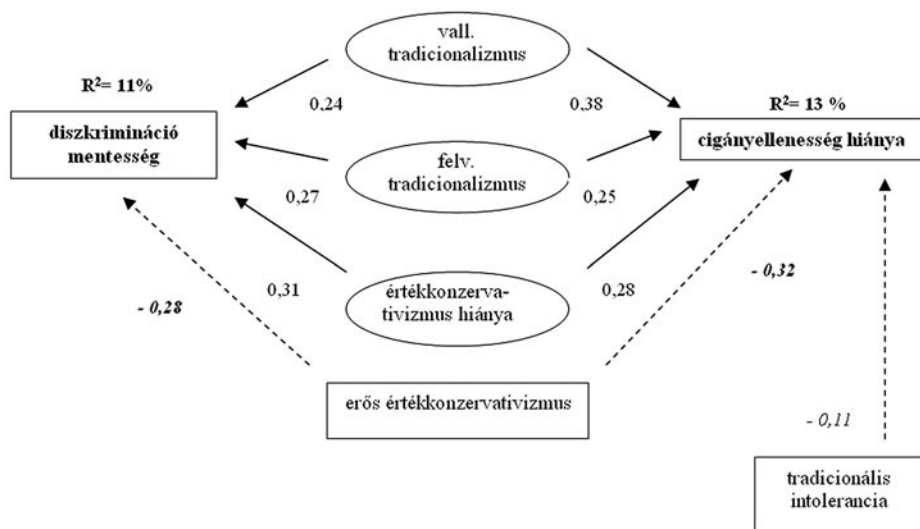 vall.
tradicionalizmus
R²= 11%
0,24
0,38
R²= 13 %
diszkrimináció
mentesség
cigányellenesség hiánya
felv.
tradicionalizmus
0,27
0,25
értékkonzerva-
tivizmus hiánya
0,31
0,28
- 0,28
- 0,32
erős értékkonzervativizmus
- 0,11
tradicionális
intolerancia